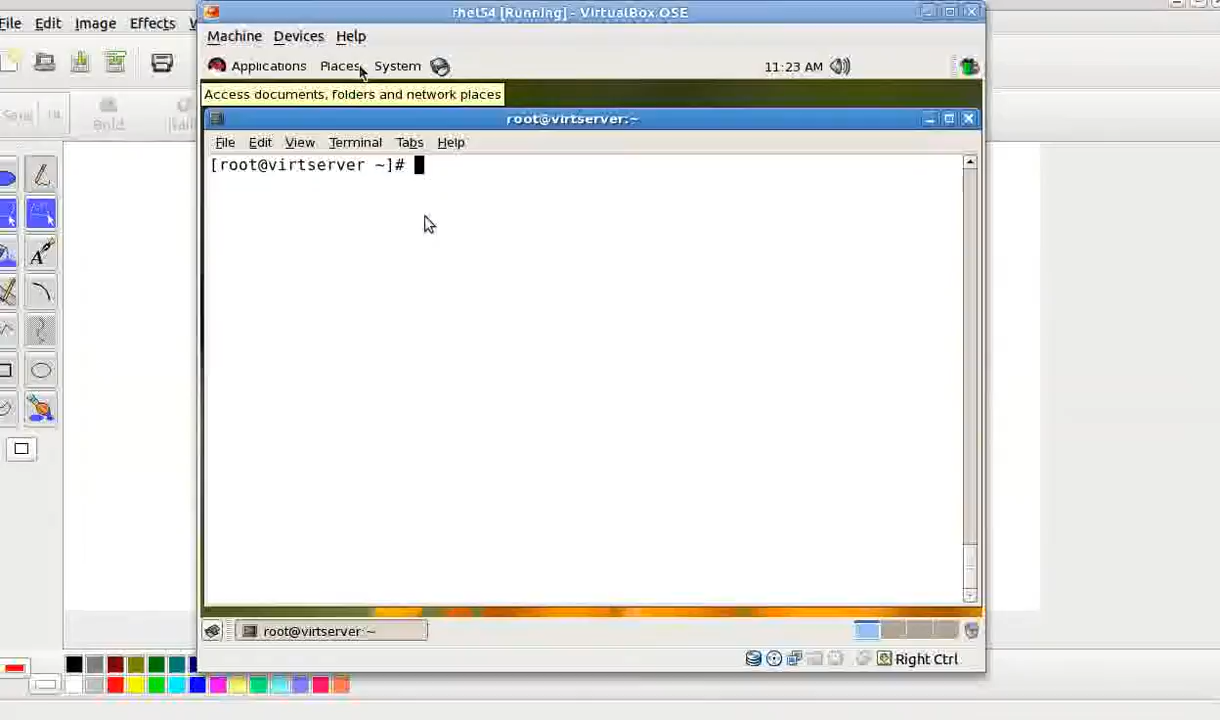 rhel54 [Running] - VirtualBox OSE
File Edit Image Effects
Machine Devices Help
Applications Places System 11:23 AM
Access documents, folders and network places
root@virtserver:~
File Edit View Terminal Tabs Help
[root@virtserver ~]#
root@virtserver:~
Right Ctrl